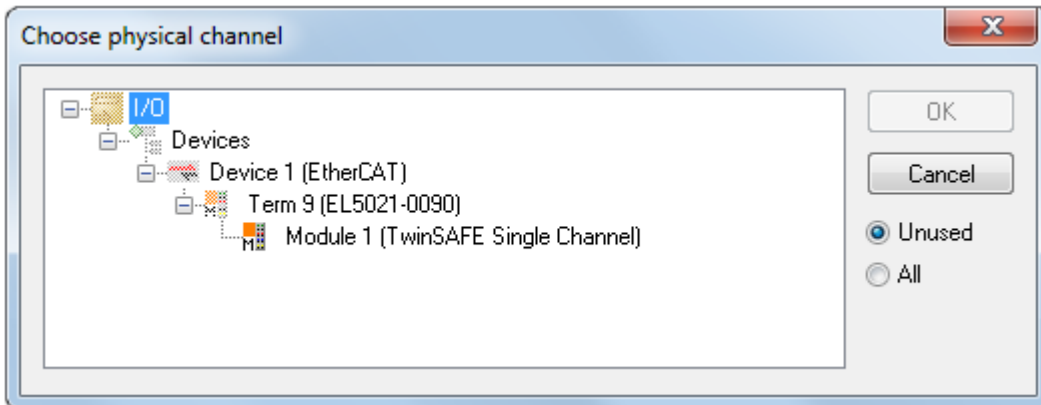 Choose physical channel
I/O
Devices
Device 1 (EtherCAT)
Term 9 (EL5021-0090)
Module 1 (TwinSAFE Single Channel)
OK
Cancel
Unused
All